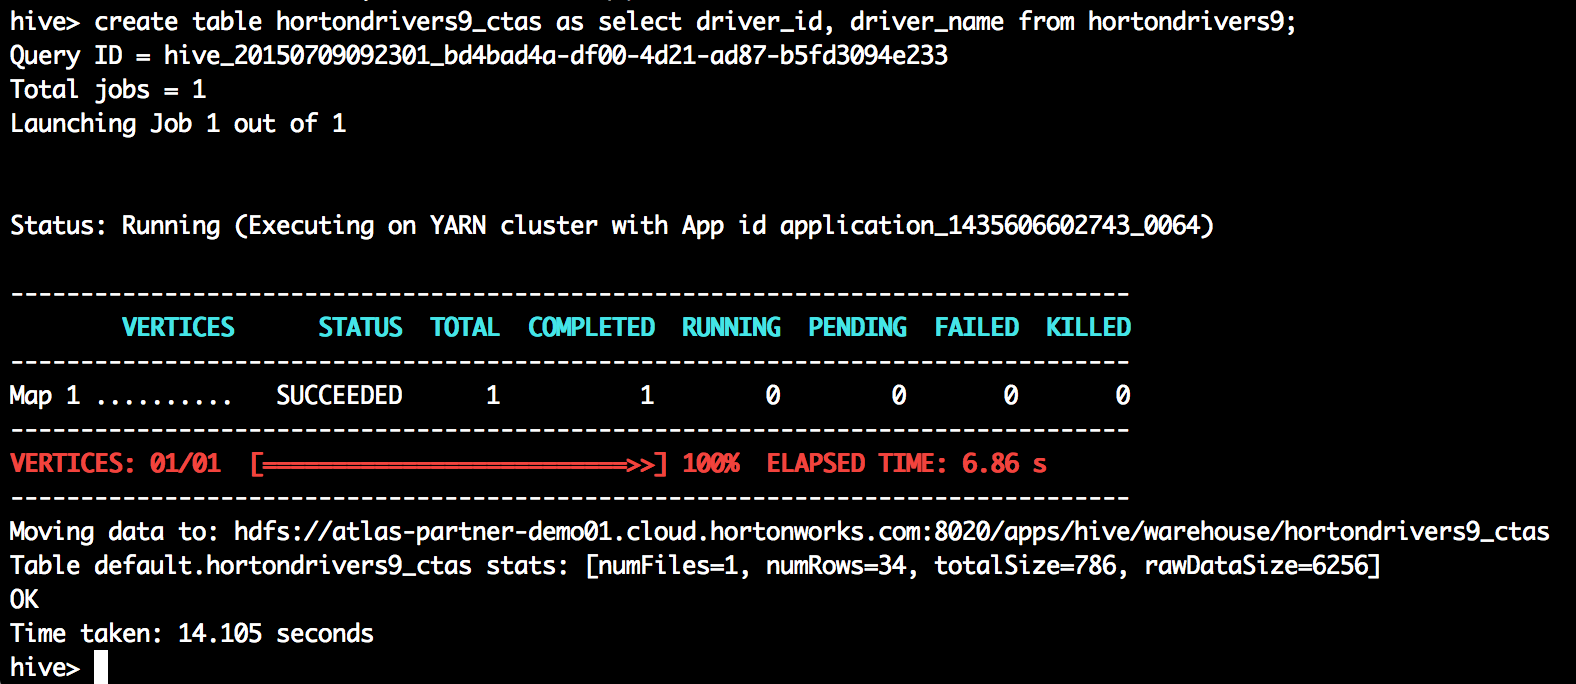 hive> create table hortondrivers9_ctas as select driver_id, driver_name from hortondrivers9;
Query ID = hive_20150709092301_bd4bad4a-df00-4d21-ad87-b5fd3094e233
Total jobs = 1
Launching Job 1 out of 1
Status: Running (Executing on YARN cluster with App id application_1435606602743_0064)
--------------------------------------------------------------------------------
VERTICES STATUS TOTAL COMPLETED RUNNING PENDING FAILED KILLED
--------------------------------------------------------------------------------
Map 1 .......... SUCCEEDED 1 1 0 0 0 0
--------------------------------------------------------------------------------
VERTICES: 01/01 [==========================>>] 100% ELAPSED TIME: 6.86 s
--------------------------------------------------------------------------------
Moving data to: hdfs://atlas-partner-demo01.cloud.hortonworks.com:8020/apps/hive/warehouse/hortondrivers9_ctas
Table default.hortondrivers9_ctas stats: [numFiles=1, numRows=34, totalSize=786, rawDataSize=6256]
OK
Time taken: 14.105 seconds
hive>